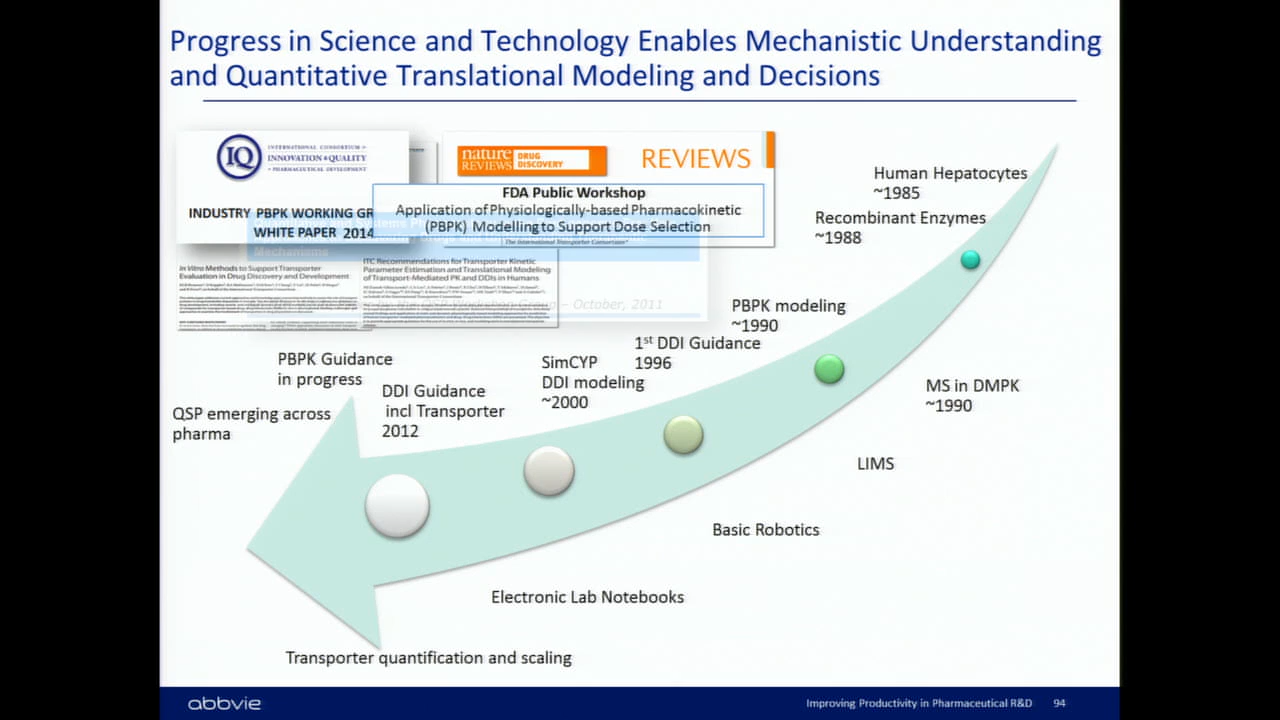 Progress in Science and Technology Enables Mechanistic Understanding
and Quantitative Translational Modeling and Decisions
IQ
INTERNATIONAL CONSORTIUM
INNOVATION & QUALITY
PHARMACEUTICAL DEVELOPMENT
INDUSTRY PBPK WORKING GR
WHITE PAPER 2014
nature
REVIEWS
DRUG
DISCOVERY
REVIEWS
FDA Public Workshop
Application of Physiologically-based Pharmacokinetic
(PBPK) Modelling to Support Dose Selection
The International Transporter Consortium*
Mechanisms
In Vitro Methods to Support Transporter
Evaluation in Drug Discovery and Development
ITC Recommendations for Transporter Kinetic
Parameter Estimation and Translational Modeling
of Transport-Mediated PK and DDIs in Humans
– October, 2011
Human Hepatocytes
~1985
Recombinant Enzymes
~1988
PBPK modeling
~1990
1st DDI Guidance
1996
SimCYP
DDI modeling
~2000
PBPK Guidance
in progress
DDI Guidance
incl Transporter
2012
QSP emerging across
pharma
MS in DMPK
~1990
LIMS
Basic Robotics
Electronic Lab Notebooks
Transporter quantification and scaling
abbvie
Improving Productivity in Pharmaceutical R&D 94